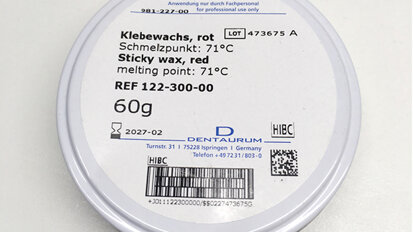 Anwendung nur durch Fachpersonal
981-227-00
for professional use only
Klebewachs, rot
LOT 473675 A
Schmelzpunkt: 71°C
Sticky wax, red
melting point: 71°C
REF 122-300-00
60g
2027-02
D
DENTAURUM
HIBC
Turnstr. 31 | 75228 Ispringen | Germany
Telefon +49 7231/803-0
HIBC